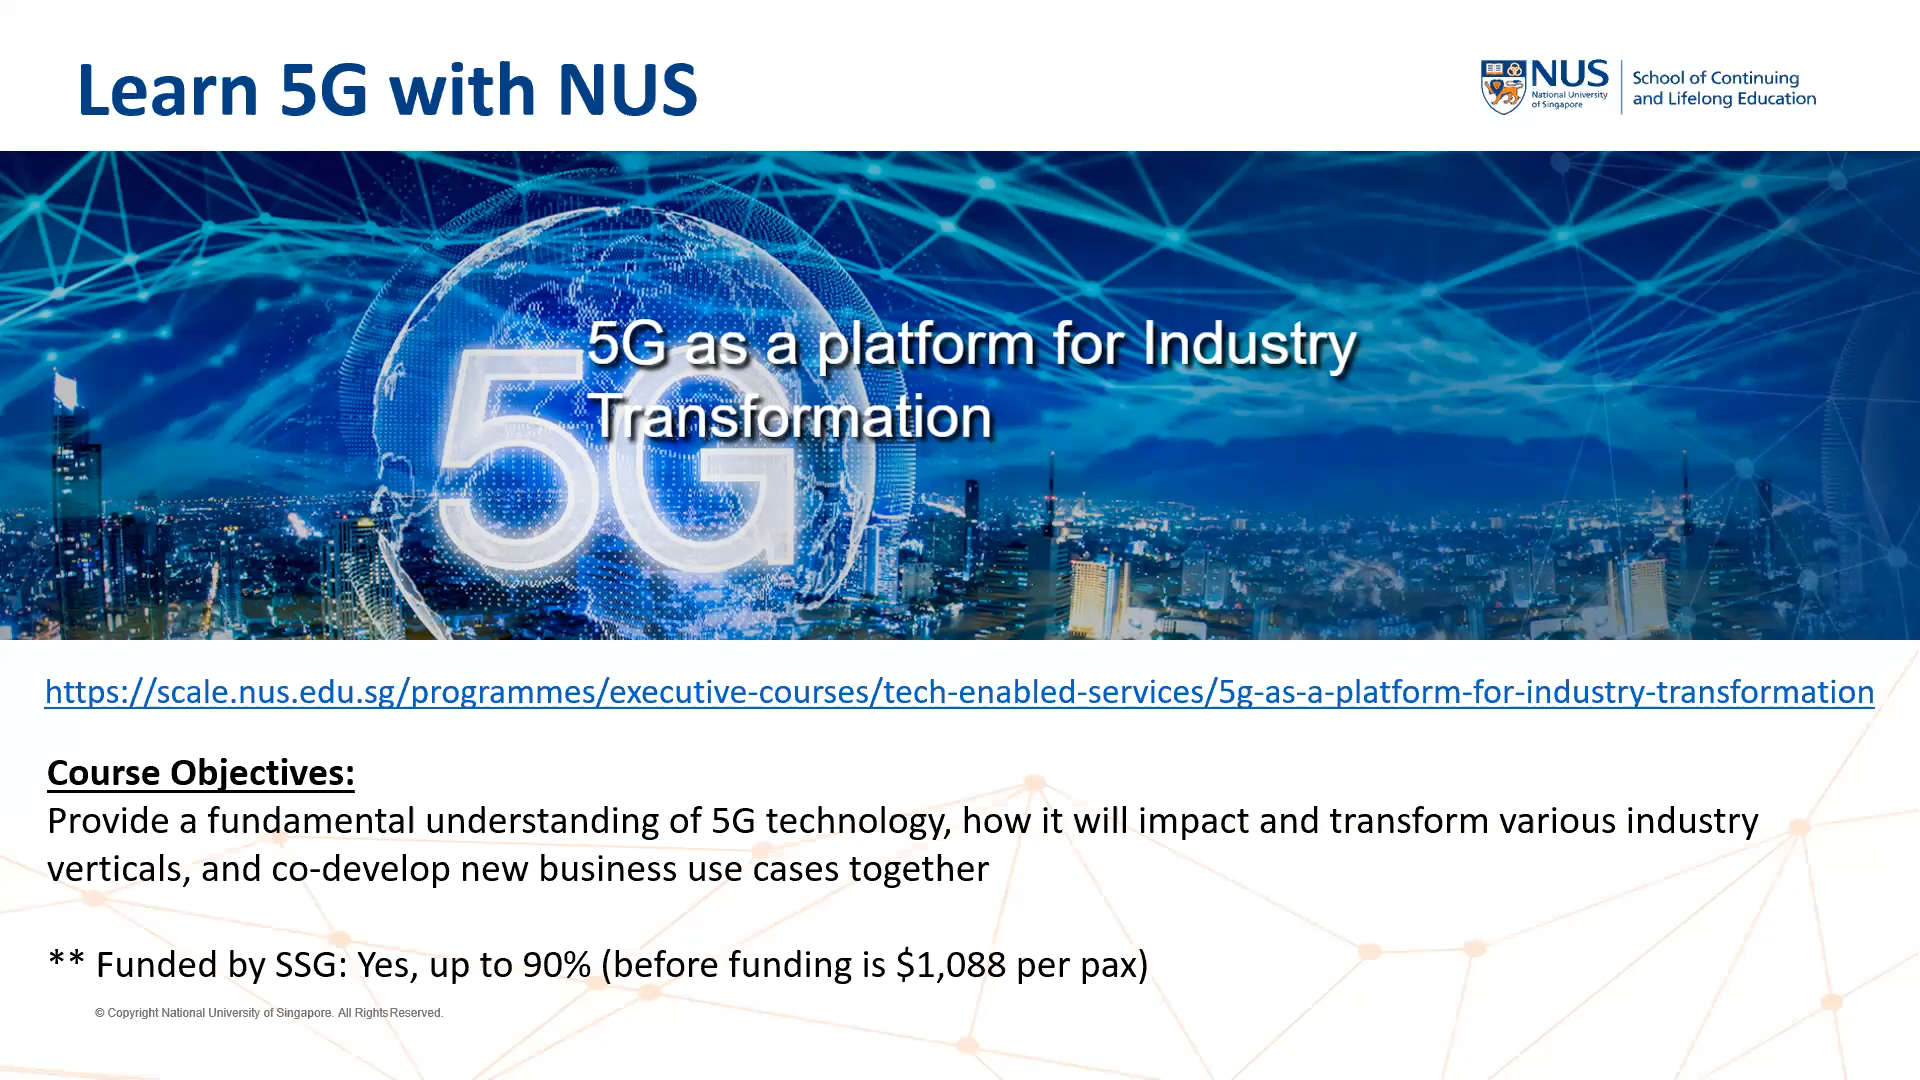 Learn 5G with NUS
NUS
National University
of Singapore
School of Continuing
and Lifelong Education
5G
5G as a platform for Industry
Transformation
https://scale.nus.edu.sg/programmes/executive-courses/tech-enabled-services/5g-as-a-platform-for-industry-transformation
Course Objectives:
Provide a fundamental understanding of 5G technology, how it will impact and transform various industry
verticals, and co-develop new business use cases together
** Funded by SSG: Yes, up to 90% (before funding is $1,088 per pax)
© Copyright National University of Singapore. All Rights Reserved.